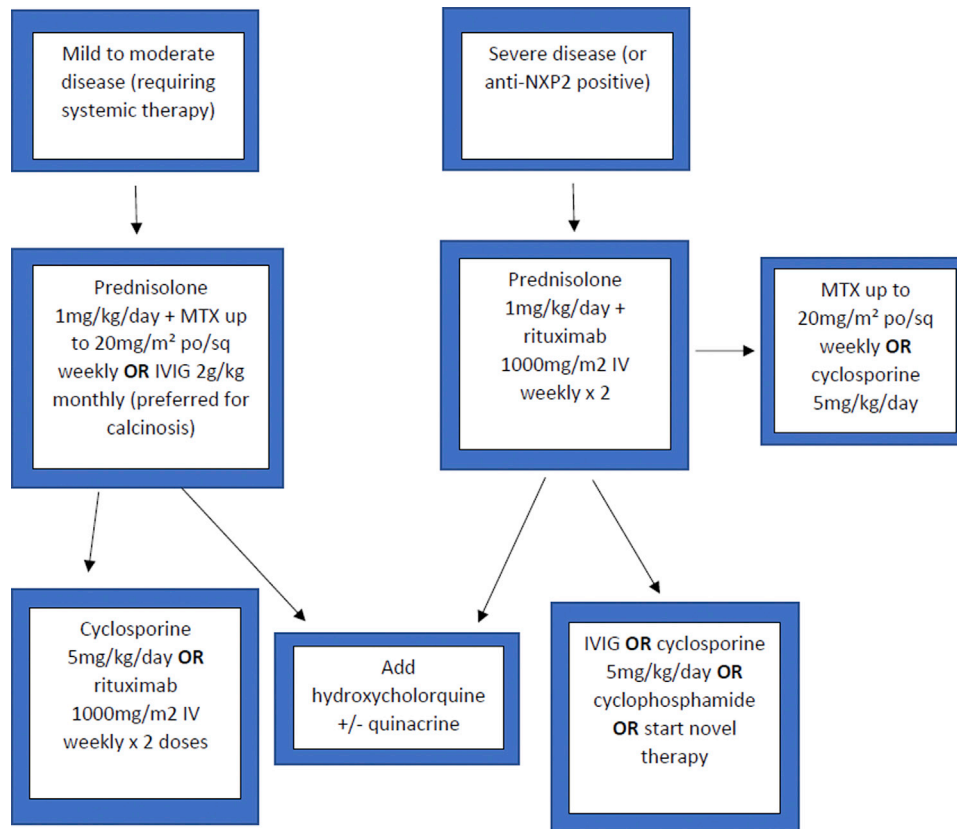 Mild to moderate
disease (requiring
systemic therapy)
Severe disease (or
anti-NXP2 positive)
Prednisolone
1mg/kg/day + MTX up
to 20mg/m² po/sq
weekly OR IVIG 2g/kg
monthly (preferred for
calcinosis)
Prednisolone
1mg/kg/day +
rituximab
1000mg/m2 IV
weekly x 2
MTX up to
20mg/m² po/sq
weekly OR
cyclosporine
5mg/kg/day
Cyclosporine
5mg/kg/day OR
rituximab
1000mg/m2 IV
weekly x 2 doses
Add
hydroxycholorquine
+/- quinacrine
IVIG OR cyclosporine
5mg/kg/day OR
cyclophosphamide
OR start novel
therapy